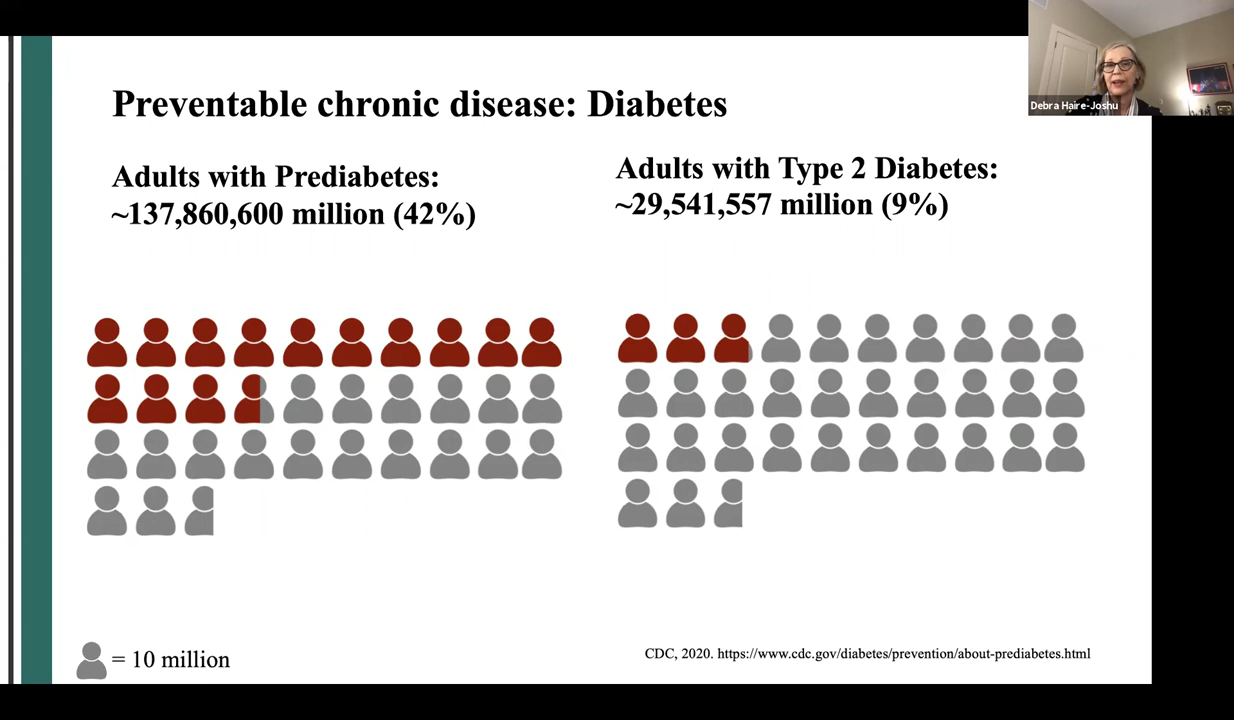 Preventable chronic disease: Diabetes
Debra Haire-Joshu
Adults with Prediabetes:
~137,860,600 million (42%)
Adults with Type 2 Diabetes:
~29,541,557 million (9%)
= 10 million
CDC, 2020. https://www.cdc.gov/diabetes/prevention/about-prediabetes.html